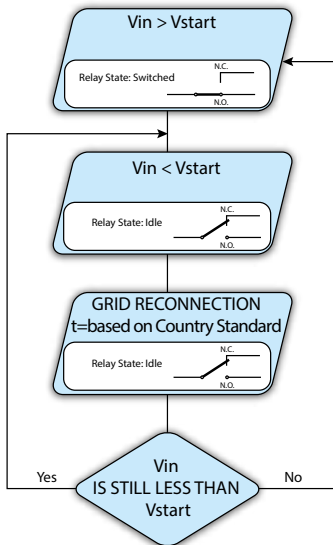 Vin > Vstart
N.C.
Relay State: Switched
N.O.
Vin < Vstart
N.C.
Relay State: Idle
N.O.
GRID RECONNECTION
t=based on Country Standard
N.C.
Relay State: Idle
N.O.
Vin
Yes
No
IS STILL LESS THAN
Vstart